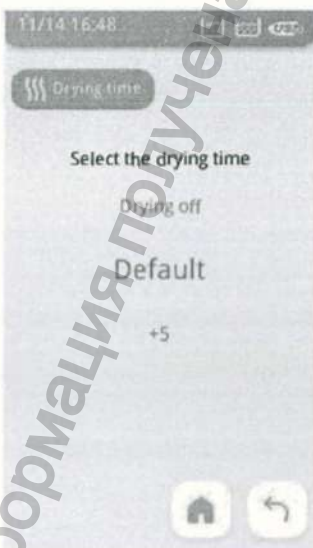 11/14 16:48
Drying time
Select the drying time
Drying off
Default
+5